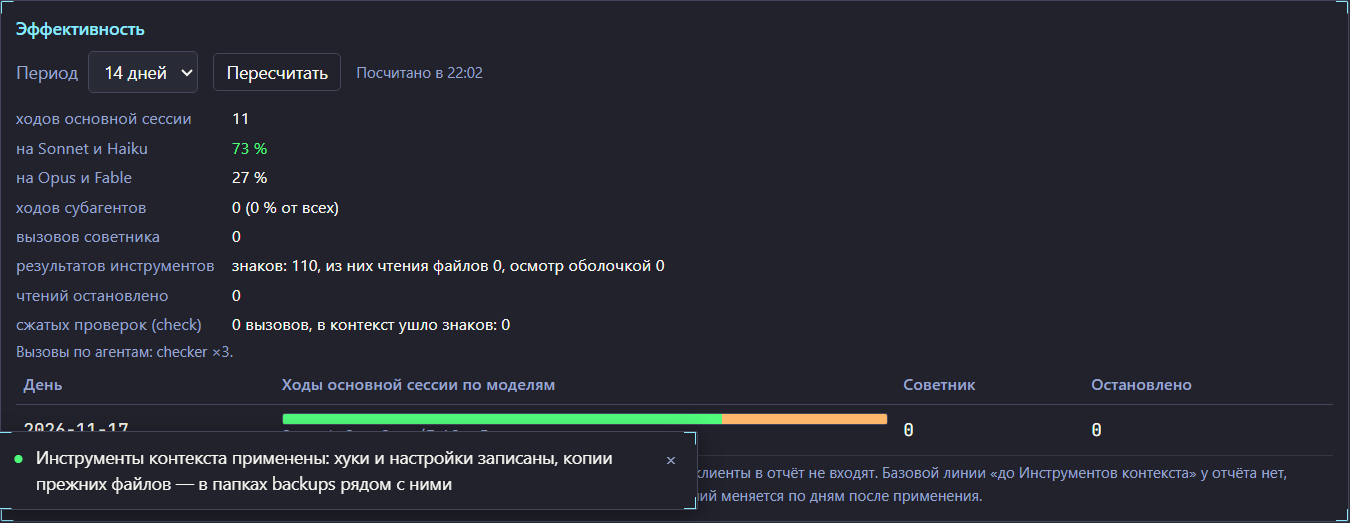 Эффективность
Период 14 дней Пересчитать Посчитано в 22:02
ходов основной сессии 11
на Sonnet и Haiku 73 %
на Opus и Fable 27 %
ходов субагентов 0 (0 % от всех)
вызовов советника 0
результатов инструментов знаков: 110, из них чтения файлов 0, осмотр оболочкой 0
чтений остановлено 0
сжатых проверок (check) 0 вызовов, в контекст ушло знаков: 0
Вызовы по агентам: checker ×3.
День Ходы основной сессии по моделям Советник Остановлено
2026-11-17 0 0
Инструменты контекста применены: хуки и настройки записаны, копии
прежних файлов — в папках backups рядом с ними ×
клиенты в отчёт не входят. Базовой линии «до Инструментов контекста» у отчёта нет,
меняется по дням после применения.